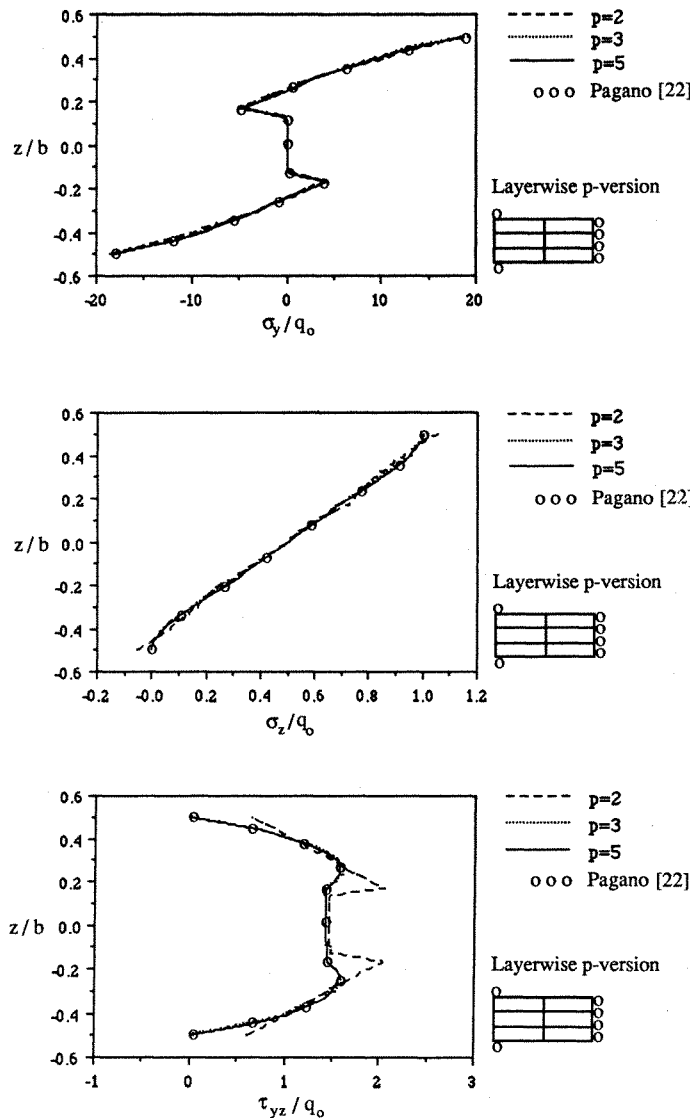 0.6
0.4
0.2
z/b 0.0
-0.2
-0.4
-0.6
-20 -10 0 10 20
σy/qo
p=2
p=3
p=5
o o o Pagano [22]
Layerwise p-version
0.6
0.4
0.2
z/b 0.0
-0.2
-0.4
-0.6
-0.2 -0.0 0.2 0.4 0.6 0.8 1.0 1.2
σz/qo
p=2
p=3
p=5
o o o Pagano [22]
Layerwise p-version
0.6
0.4
0.2
z/b 0.0
-0.2
-0.4
-0.6
-1 0 1 2 3
τyz/qo
p=2
p=3
p=5
o o o Pagano [22]
Layerwise p-version